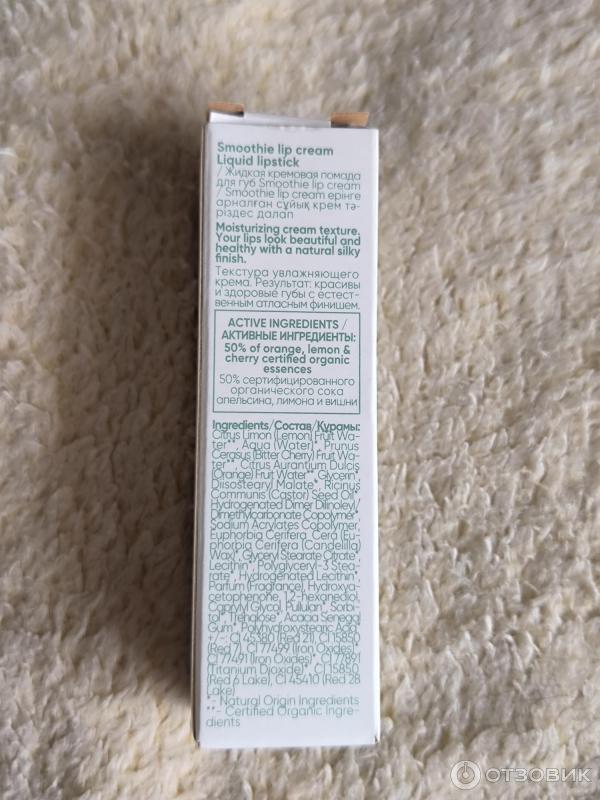 Smoothie lip cream
Liquid lipstick
/ Жидкая кремовая помада
для губ Smoothie lip cream
/ Smoothie lip cream ерінге
арналған сұйық крем тә-
різдес далап
Moisturizing cream texture.
Your lips look beautiful and
healthy with a natural silky
finish.
Текстура увлажняющего
крема. Результат: красивы
и здоровые губы с естест-
венным атласным финишем.
ACTIVE INGREDIENTS /
АКТИВНЫЕ ИНГРЕДИЕНТЫ:
50% of orange, lemon &
cherry certified organic
essences
50% сертифицированного
органического сока
апельсина, лимона и вишни
Ingredients/Состав/Құрамы:
Citrus Limon (Lemon) Fruit Wa-
ter**, Aqua (Water)*, Prunus
Cerasus (Bitter Cherry) Fruit Wa-
ter**, Citrus Aurantium Dulcis
(Orange) Fruit Water**, Glycerin*,
Diisostearyl Malate*, Ricinus
Communis (Castor) Seed Oil*,
Hydrogenated Dimer Dilinoleyl/
Dimethylcarbonate Copolymer*,
Sodium Acrylates Copolymer,
Euphorbia Cerifera Cera (Eu-
phorbia Cerifera (Candelilla)
Wax)*, Glyceryl Stearate Citrate*,
Lecithin*, Polyglyceryl-3 Stea-
rate*, Hydrogenated Lecithin*,
Parfum (Fragrance), Hydroxya-
cetophenone, 1,2-hexanediol,
Caprylyl Glycol, Pullulan*, Sorbi-
tol*, Trehalose*, Acacia Senegal
Gum*, Polyhydroxystearic Acid*
+/-: CI 45380 (Red 21), CI 15850
(Red 7), CI 77499 (Iron Oxides)*,
CI 77491 (Iron Oxides)*, CI 77891
(Titanium Dioxide)*, CI 15850
(Red 6 Lake), CI 45410 (Red 28
Lake)
*- Natural Origin Ingredients
**- Certified Organic Ingre-
dients
ОТЗОВИК